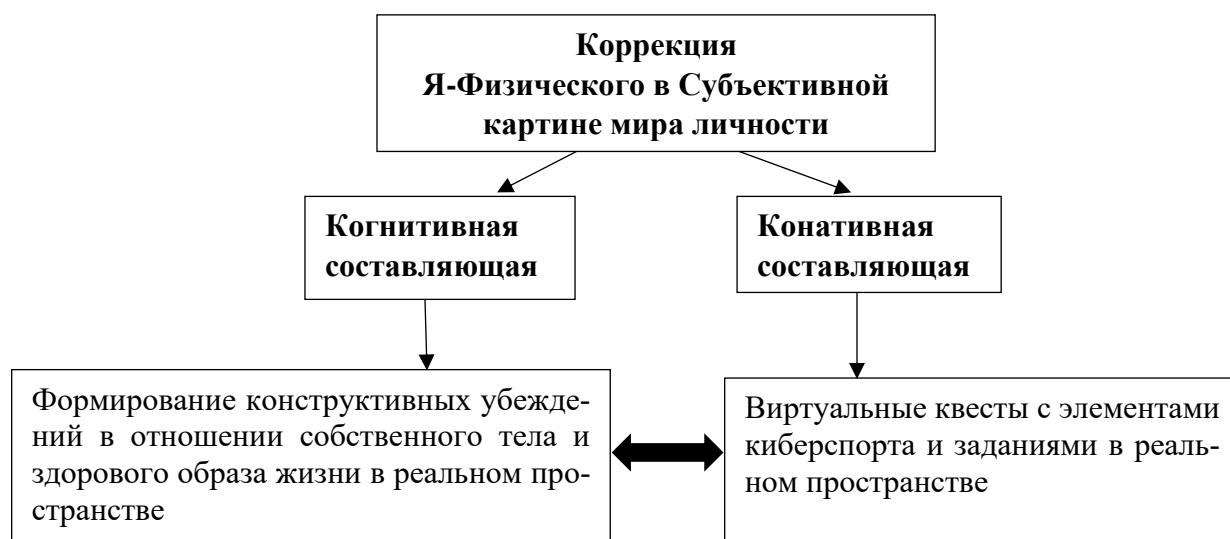 Коррекция
Я-Физического в Субъективной
картине мира личности
Когнитивная
составляющая
Конативная
составляющая
Формирование конструктивных убежде-
ний в отношении собственного тела и
здорового образа жизни в реальном про-
странстве
Виртуальные квесты с элементами
киберспорта и заданиями в реаль-
ном пространстве